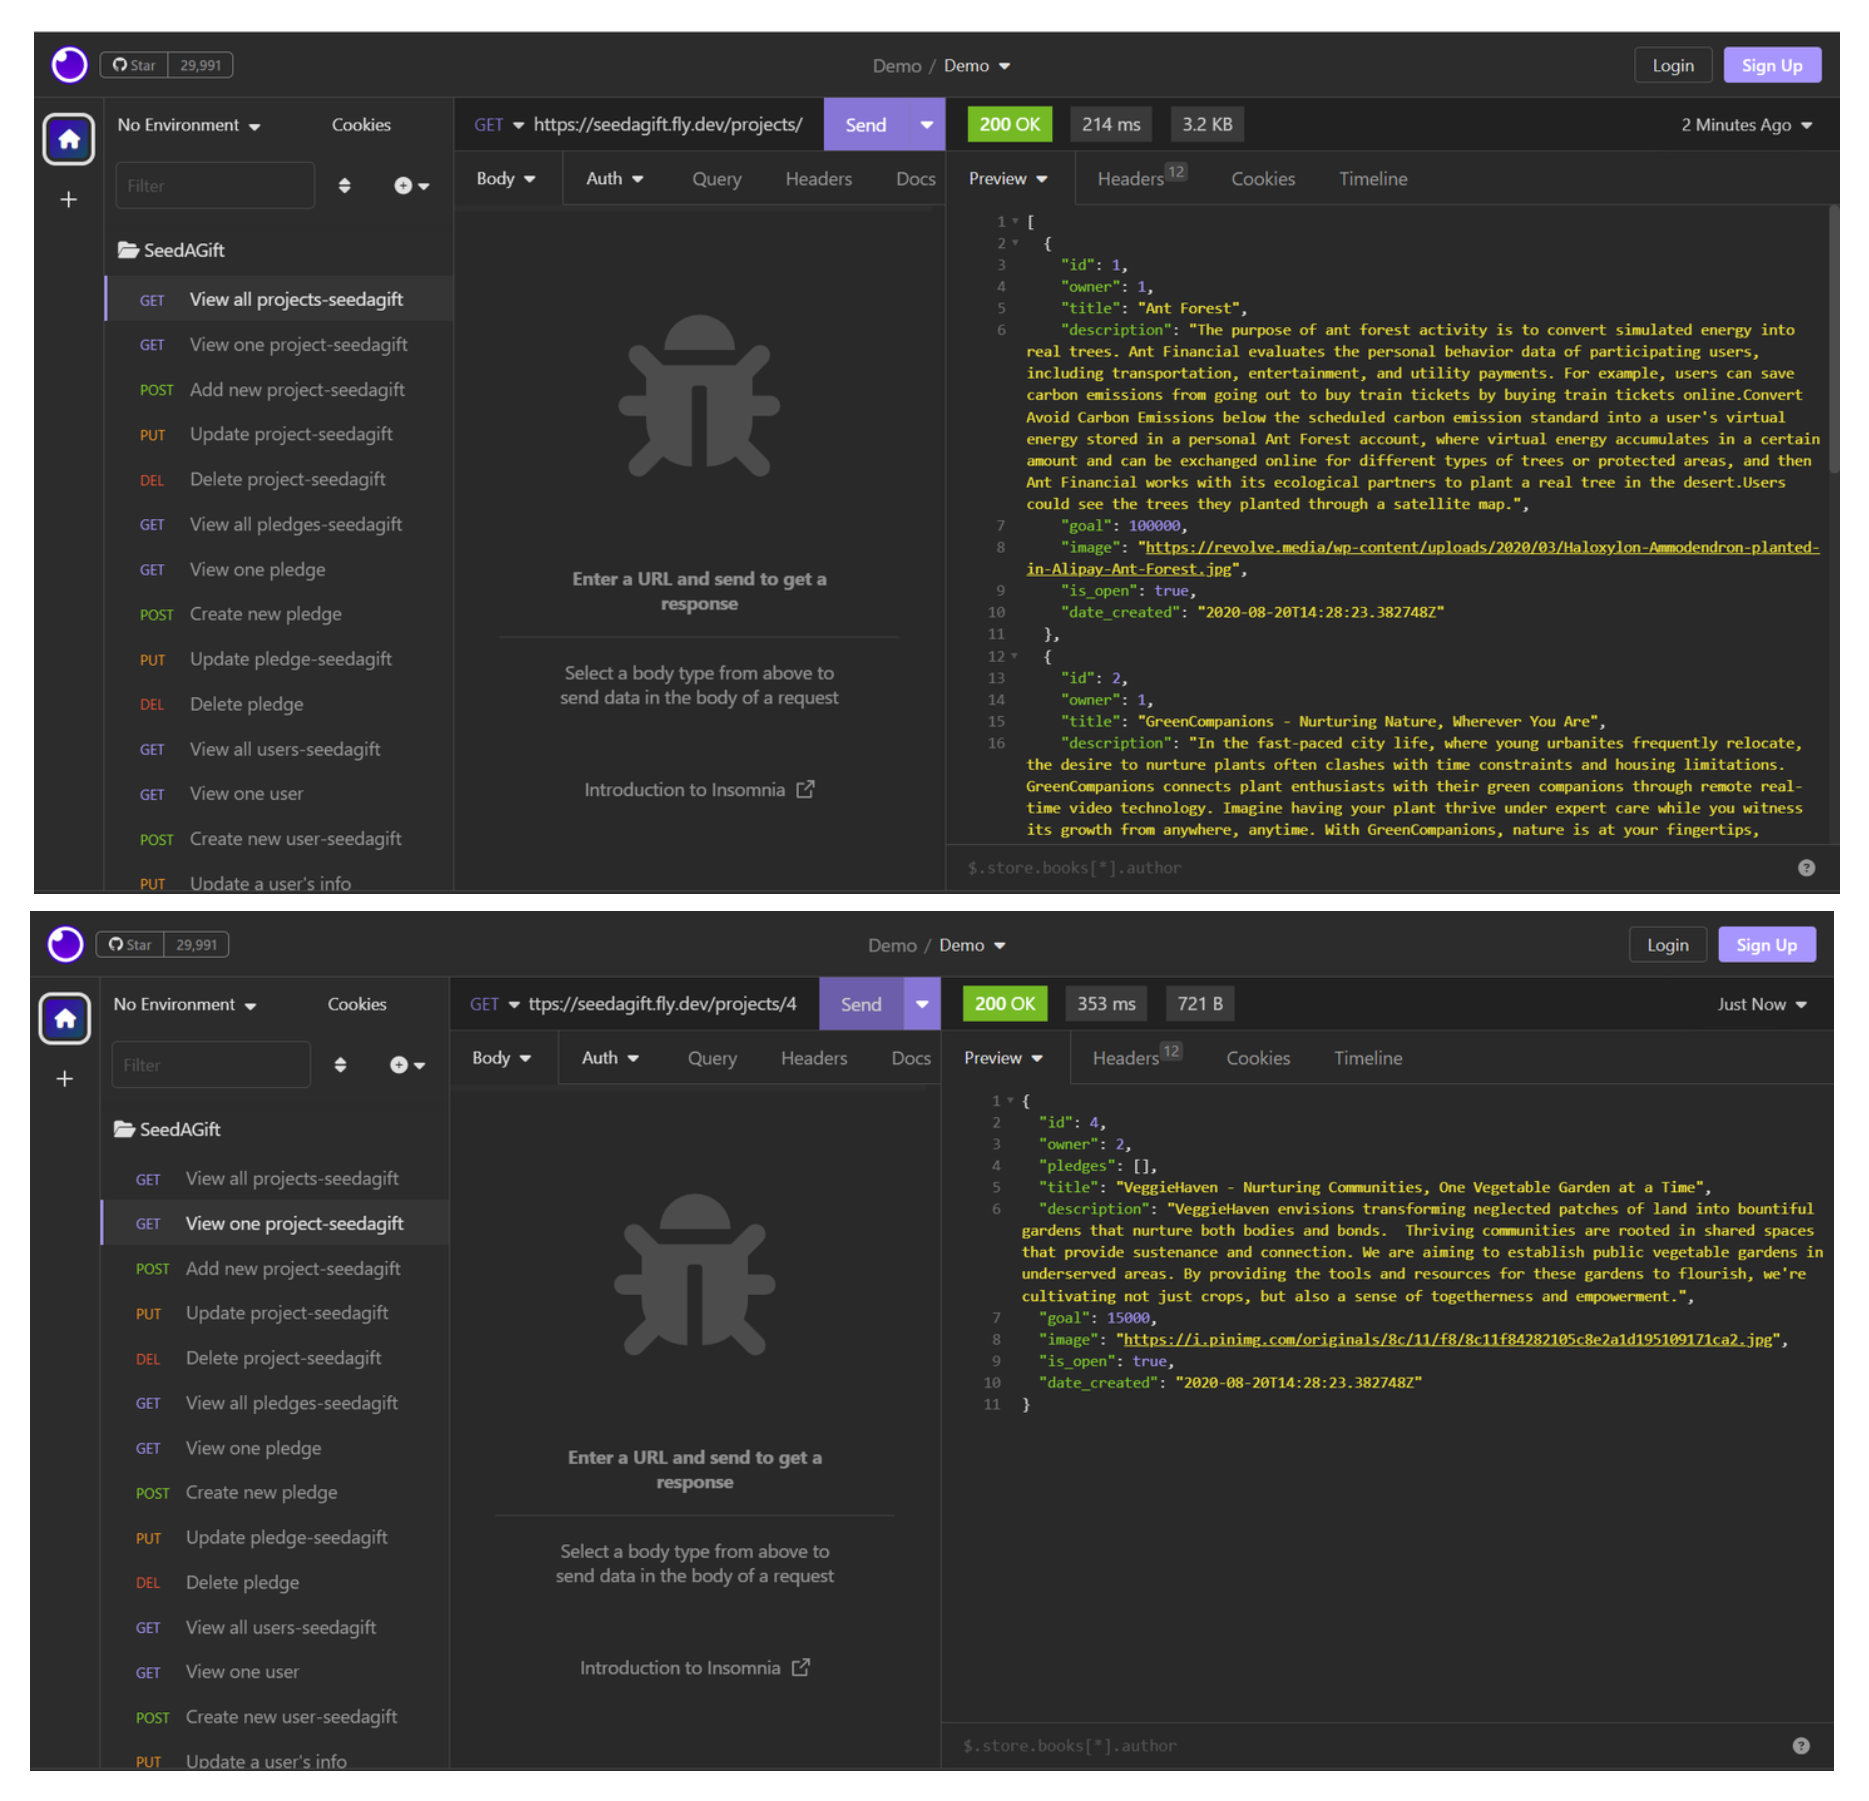 Star 29,991
Demo / Demo
Login Sign Up
No Environment Cookies
Filter
SeedAGift
GET View all projects-seedagift
GET View one project-seedagift
POST Add new project-seedagift
PUT Update project-seedagift
DEL Delete project-seedagift
GET View all pledges-seedagift
GET View one pledge
POST Create new pledge
PUT Update pledge-seedagift
DEL Delete pledge
GET View all users-seedagift
GET View one user
POST Create new user-seedagift
PUT Update a user's info
GET https://seedagift.fly.dev/projects/ Send
Body Auth Query Headers Docs
Enter a URL and send to get a
response
Select a body type from above to
send data in the body of a request
Introduction to Insomnia
200 OK 214 ms 3.2 KB 2 Minutes Ago
Preview Headers 12 Cookies Timeline
1 [
2 {
3 "id": 1,
4 "owner": 1,
5 "title": "Ant Forest",
6 "description": "The purpose of ant forest activity is to convert simulated energy into
real trees. Ant Financial evaluates the personal behavior data of participating users,
including transportation, entertainment, and utility payments. For example, users can save
carbon emissions from going out to buy train tickets by buying train tickets online.Convert
Avoid Carbon Emissions below the scheduled carbon emission standard into a user's virtual
energy stored in a personal Ant Forest account, where virtual energy accumulates in a certain
amount and can be exchanged online for different types of trees or protected areas, and then
Ant Financial works with its ecological partners to plant a real tree in the desert.Users
could see the trees they planted through a satellite map.",
7 "goal": 100000,
8 "image": "https://revolve.media/wp-content/uploads/2020/03/Haloxylon-Ammodendron-planted-
in-Alipay-Ant-Forest.jpg",
9 "is_open": true,
10 "date_created": "2020-08-20T14:28:23.382748Z"
11 },
12 {
13 "id": 2,
14 "owner": 1,
15 "title": "GreenCompanions - Nurturing Nature, Wherever You Are",
16 "description": "In the fast-paced city life, where young urbanites frequently relocate,
the desire to nurture plants often clashes with time constraints and housing limitations.
GreenCompanions connects plant enthusiasts with their green companions through remote real-
time video technology. Imagine having your plant thrive under expert care while you witness
its growth from anywhere, anytime. With GreenCompanions, nature is at your fingertips,
$.store.books[*].author
Star 29,991
Demo / Demo
Login Sign Up
No Environment Cookies
Filter
SeedAGift
GET View all projects-seedagift
GET View one project-seedagift
POST Add new project-seedagift
PUT Update project-seedagift
DEL Delete project-seedagift
GET View all pledges-seedagift
GET View one pledge
POST Create new pledge
PUT Update pledge-seedagift
DEL Delete pledge
GET View all users-seedagift
GET View one user
POST Create new user-seedagift
PUT Update a user's info
GET ttps://seedagift.fly.dev/projects/4 Send
Body Auth Query Headers Docs
Enter a URL and send to get a
response
Select a body type from above to
send data in the body of a request
Introduction to Insomnia
200 OK 353 ms 721 B Just Now
Preview Headers 12 Cookies Timeline
1 {
2 "id": 4,
3 "owner": 2,
4 "pledges": [],
5 "title": "VeggieHaven - Nurturing Communities, One Vegetable Garden at a Time",
6 "description": "VeggieHaven envisions transforming neglected patches of land into bountiful
gardens that nurture both bodies and bonds.  Thriving communities are rooted in shared spaces
that provide sustenance and connection. We are aiming to establish public vegetable gardens in
underserved areas. By providing the tools and resources for these gardens to flourish, we're
cultivating not just crops, but also a sense of togetherness and empowerment.",
7 "goal": 15000,
8 "image": "https://i.pinimg.com/originals/8c/11/f8/8c11f84282105c8e2a1d195109171ca2.jpg",
9 "is_open": true,
10 "date_created": "2020-08-20T14:28:23.382748Z"
11 }
$.store.books[*].author